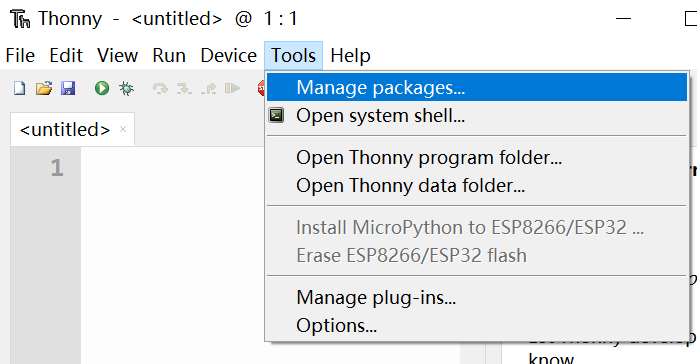 Thonny - <untitled> @ 1 : 1
File Edit View Run Device Tools Help
<untitled> ×
1
Manage packages...
Open system shell...
Open Thonny program folder...
Open Thonny data folder...
Install MicroPython to ESP8266/ESP32 ...
Erase ESP8266/ESP32 flash
Manage plug-ins...
Options...
know